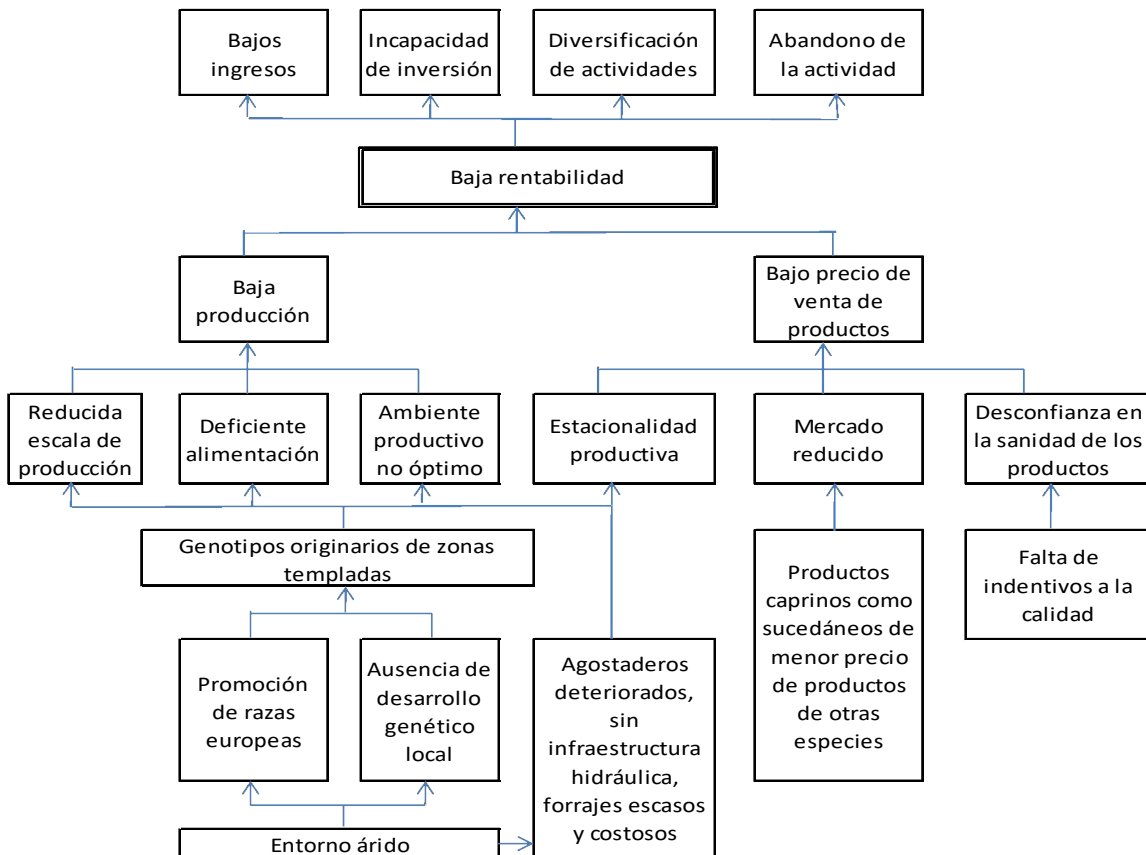 Bajos
ingresos
Incapacidad
de inversión
Diversificación
de actividades
Abandono de
la actividad
Baja rentabilidad
Baja
producción
Bajo precio de
venta de
productos
Reducida
escala de
producción
Deficiente
alimentación
Ambiente
productivo
no óptimo
Estacionalidad
productiva
Mercado
reducido
Desconfianza en
la sanidad de los
productos
Genotipos originarios de zonas
templadas
Productos
caprinos como
sucedáneos de
menor precio
de productos
de otras
especies
Falta de
indentivos a la
calidad
Promoción
de razas
europeas
Ausencia de
desarrollo
genético
local
Agostaderos
deteriorados,
sin
infraestructura
hidráulica,
forrajes escasos
y costosos
Entorno árido